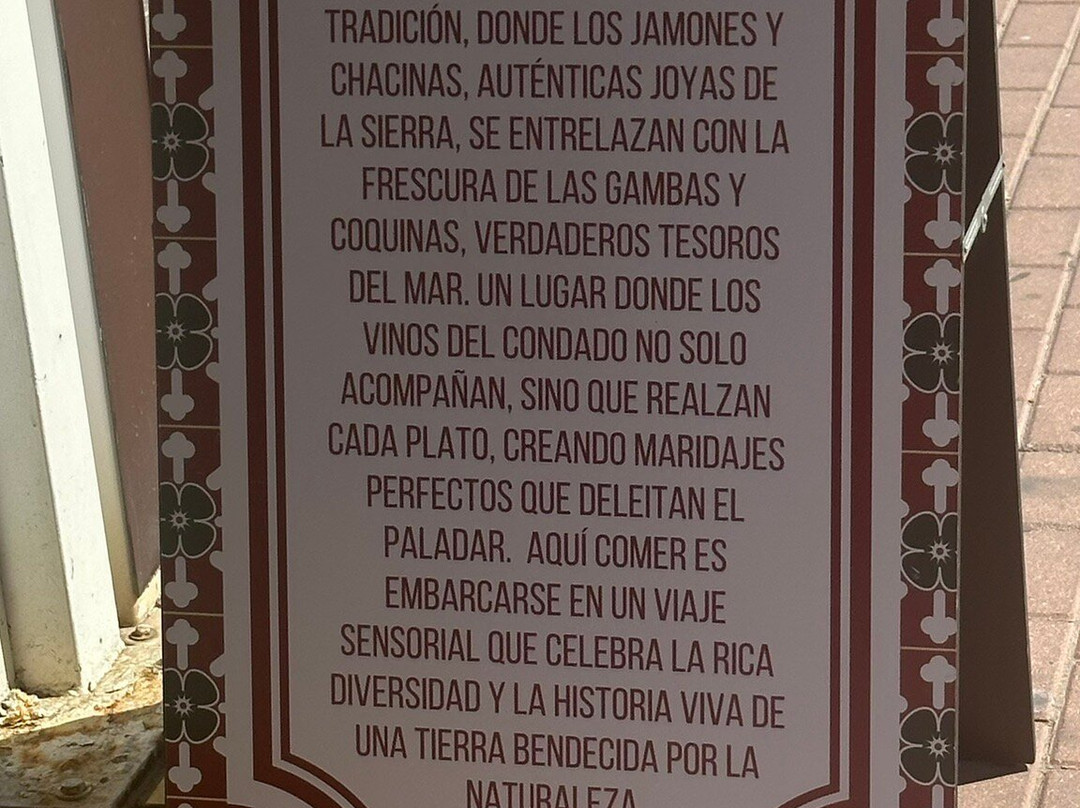 TRADICIÓN, DONDE LOS JAMONES Y
CHACINAS, AUTÉNTICAS JOYAS DE
LA SIERRA, SE ENTRELAZAN CON LA
FRESCURA DE LAS GAMBAS Y
COQUINAS, VERDADEROS TESOROS
DEL MAR. UN LUGAR DONDE LOS
VINOS DEL CONDADO NO SOLO
ACOMPAÑAN, SINO QUE REALZAN
CADA PLATO, CREANDO MARIDAJES
PERFECTOS QUE DELEITAN EL
PALADAR. AQUÍ COMER ES
EMBARCARSE EN UN VIAJE
SENSORIAL QUE CELEBRA LA RICA
DIVERSIDAD Y LA HISTORIA VIVA DE
UNA TIERRA BENDECIDA POR LA
NATURALEZA